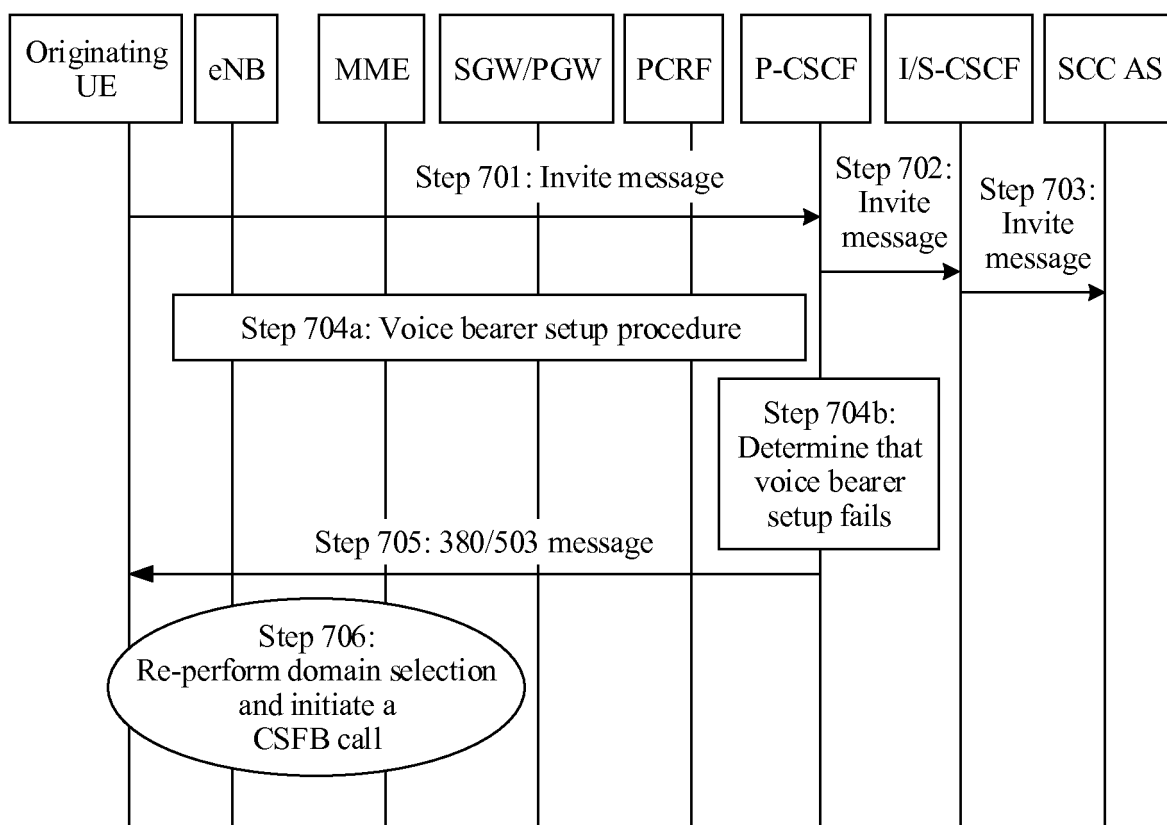 Originating
UE
eNB
MME
SGW/PGW
PCRF
P-CSCF
I/S-CSCF
SCC AS
Step 701: Invite message
Step 702:
Invite
message
Step 703:
Invite
message
Step 704a: Voice bearer setup procedure
Step 704b:
Determine that
voice bearer
setup fails
Step 705: 380/503 message
Step 706:
Re-perform domain selection
and initiate a
CSFB call